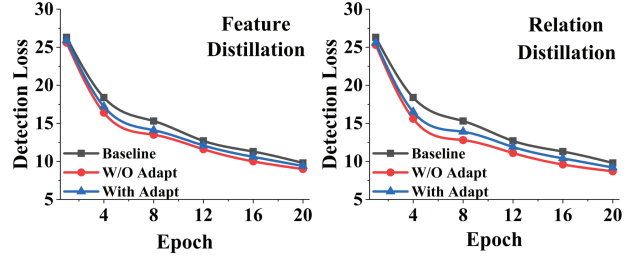 Feature
Distillation
Detection Loss
30
25
20
15
10
5
Baseline
W/O Adapt
With Adapt
4 8 12 16 20
Epoch
Relation
Distillation
Detection Loss
30
25
20
15
10
5
Baseline
W/O Adapt
With Adapt
4 8 12 16 20
Epoch